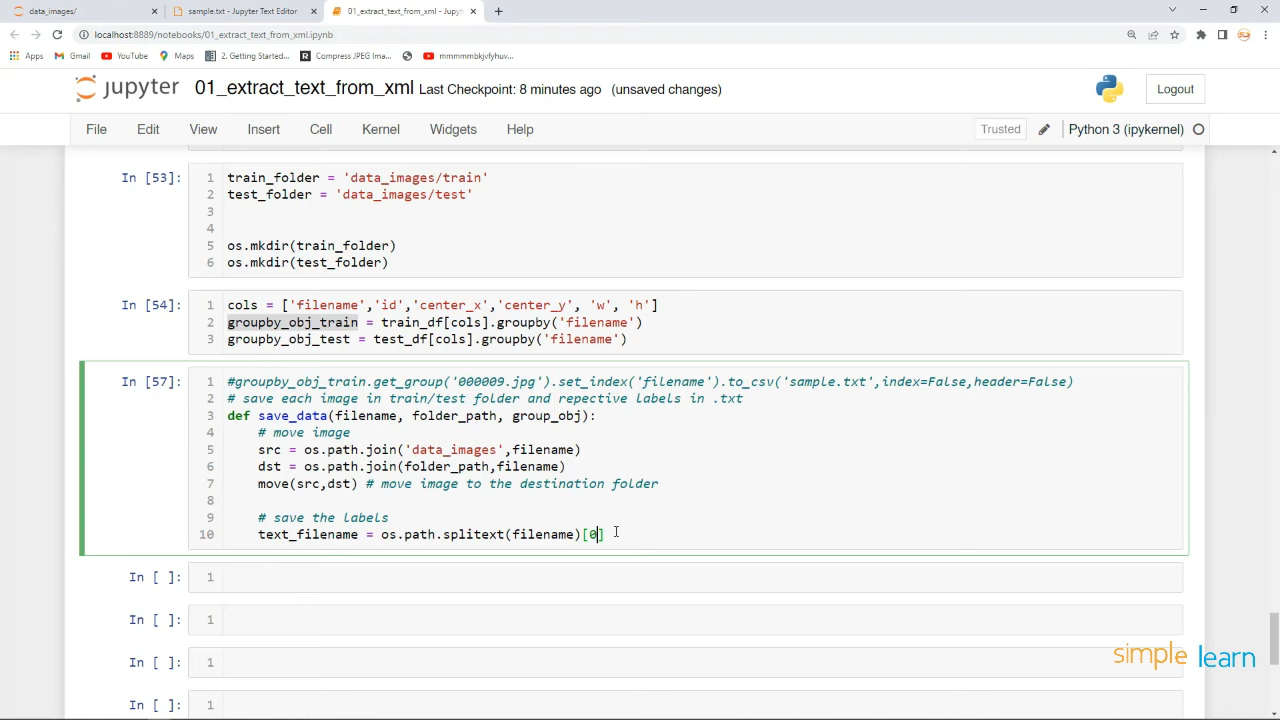 data_images/
sample.txt - Jupyter Text Editor
01_extract_text_from_xml - Jupy
localhost:8889/notebooks/01_extract_text_from_xml.ipynb
Apps
Gmail
YouTube
Maps
2. Getting Started...
Compress JPEG Im...
mmmmmbkjvfyhuv...
jupyter 01_extract_text_from_xml Last Checkpoint: 8 minutes ago (unsaved changes)
Logout
File Edit View Insert Cell Kernel Widgets Help
Trusted
Python 3 (ipykernel)
In [53]:
1 train_folder = 'data_images/train'
2 test_folder = 'data_images/test'
3
4
5 os.mkdir(train_folder)
6 os.mkdir(test_folder)
In [54]:
1 cols = ['filename','id','center_x','center_y', 'w', 'h']
2 groupby_obj_train = train_df[cols].groupby('filename')
3 groupby_obj_test = test_df[cols].groupby('filename')
In [57]:
1 #groupby_obj_train.get_group('000009.jpg').set_index('filename').to_csv('sample.txt',index=False,header=False)
2 # save each image in train/test folder and repective labels in .txt
3 def save_data(filename, folder_path, group_obj):
4 # move image
5 src = os.path.join('data_images',filename)
6 dst = os.path.join(folder_path,filename)
7 move(src,dst) # move image to the destination folder
8
9 # save the labels
10 text_filename = os.path.splitext(filename)[0]
In [ ]: 1
In [ ]: 1
In [ ]: 1
In [ ]: 1
simplelearn